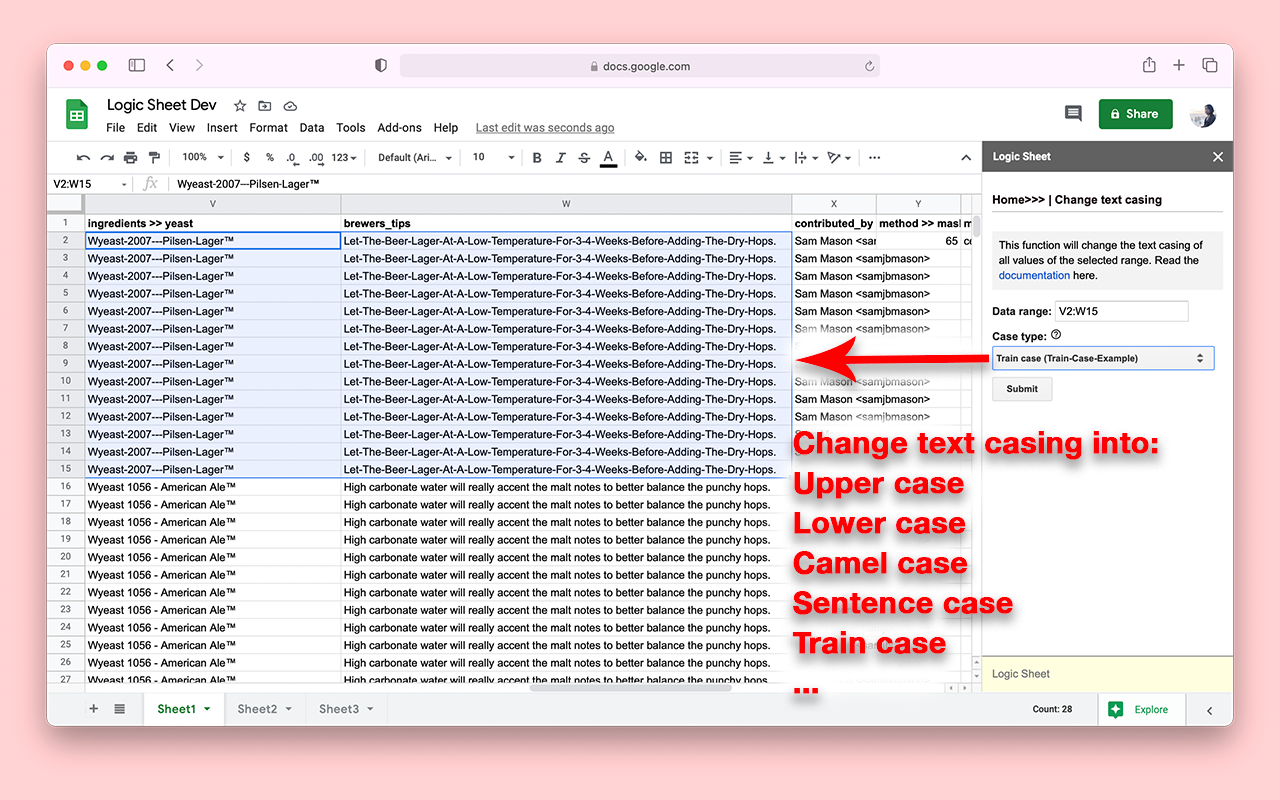 docs.google.com
Logic Sheet Dev
File Edit View Insert Format Data Tools Add-ons Help Last edit was seconds ago
Share
100% $ % .0 .00 123 Default (Ari... 10 B I S A
Logic Sheet
V2:W15 fx Wyeast-2007---Pilsen-Lager™
V W X Y
1 ingredients >> yeast brewers_tips contributed_by method >> mas
2 Wyeast-2007---Pilsen-Lager™ Let-The-Beer-Lager-At-A-Low-Temperature-For-3-4-Weeks-Before-Adding-The-Dry-Hops. Sam Mason <sar 65 ce
3 Wyeast-2007---Pilsen-Lager™ Let-The-Beer-Lager-At-A-Low-Temperature-For-3-4-Weeks-Before-Adding-The-Dry-Hops. Sam Mason <samjbmason>
4 Wyeast-2007---Pilsen-Lager™ Let-The-Beer-Lager-At-A-Low-Temperature-For-3-4-Weeks-Before-Adding-The-Dry-Hops. Sam Mason <samjbmason>
5 Wyeast-2007---Pilsen-Lager™ Let-The-Beer-Lager-At-A-Low-Temperature-For-3-4-Weeks-Before-Adding-The-Dry-Hops. Sam Mason <samjbmason>
6 Wyeast-2007---Pilsen-Lager™ Let-The-Beer-Lager-At-A-Low-Temperature-For-3-4-Weeks-Before-Adding-The-Dry-Hops. Sam Mason <samjbmason>
7 Wyeast-2007---Pilsen-Lager™ Let-The-Beer-Lager-At-A-Low-Temperature-For-3-4-Weeks-Before-Adding-The-Dry-Hops. Sam Mason <samjbmason>
8 Wyeast-2007---Pilsen-Lager™ Let-The-Beer-Lager-At-A-Low-Temperature-For-3-4-Weeks-Before-Adding-The-Dry-Hops.
9 Wyeast-2007---Pilsen-Lager™ Let-The-Beer-Lager-At-A-Low-Temperature-For-3-4-Weeks-Before-Adding-The-Dry-Hops.
10 Wyeast-2007---Pilsen-Lager™ Let-The-Beer-Lager-At-A-Low-Temperature-For-3-4-Weeks-Before-Adding-The-Dry-Hops. Sam Mason <samjbmason>
11 Wyeast-2007---Pilsen-Lager™ Let-The-Beer-Lager-At-A-Low-Temperature-For-3-4-Weeks-Before-Adding-The-Dry-Hops. Sam Mason <samjbmason>
12 Wyeast-2007---Pilsen-Lager™ Let-The-Beer-Lager-At-A-Low-Temperature-For-3-4-Weeks-Before-Adding-The-Dry-Hops. Sam Mason <samjbmason>
13 Wyeast-2007---Pilsen-Lager™ Let-The-Beer-Lager-At-A-Low-Temperature-For-3-4-Weeks-Before-Adding-The-Dry-Hops.
14 Wyeast-2007---Pilsen-Lager™ Let-The-Beer-Lager-At-A-Low-Temperature-For-3-4-Weeks-Before-Adding-The-Dry-Hops.
15 Wyeast-2007---Pilsen-Lager™ Let-The-Beer-Lager-At-A-Low-Temperature-For-3-4-Weeks-Before-Adding-The-Dry-Hops.
16 Wyeast 1056 - American Ale™ High carbonate water will really accent the malt notes to better balance the punchy hops.
17 Wyeast 1056 - American Ale™ High carbonate water will really accent the malt notes to better balance the punchy hops.
18 Wyeast 1056 - American Ale™ High carbonate water will really accent the malt notes to better balance the punchy hops.
19 Wyeast 1056 - American Ale™ High carbonate water will really accent the malt notes to better balance the punchy hops.
20 Wyeast 1056 - American Ale™ High carbonate water will really accent the malt notes to better balance the punchy hops.
21 Wyeast 1056 - American Ale™ High carbonate water will really accent the malt notes to better balance the punchy hops.
22 Wyeast 1056 - American Ale™ High carbonate water will really accent the malt notes to better balance the punchy hops.
23 Wyeast 1056 - American Ale™ High carbonate water will really accent the malt notes to better balance the punchy hops.
24 Wyeast 1056 - American Ale™ High carbonate water will really accent the malt notes to better balance the punchy hops.
25 Wyeast 1056 - American Ale™ High carbonate water will really accent the malt notes to better balance the punchy hops.
26 Wyeast 1056 - American Ale™ High carbonate water will really accent the malt notes to better balance the punchy hops.
27 Wyeast 1056 - American Ale™ High carbonate water will really accent the malt notes to better balance the punchy hops.
Home>>> | Change text casing
This function will change the text casing of
all values of the selected range. Read the
documentation here.
Data range: V2:W15
Case type:
Train case (Train-Case-Example)
Submit
Change text casing into:
Upper case
Lower case
Camel case
Sentence case
Train case
...
Logic Sheet
Sheet1 Sheet2 Sheet3 Count: 28 Explore